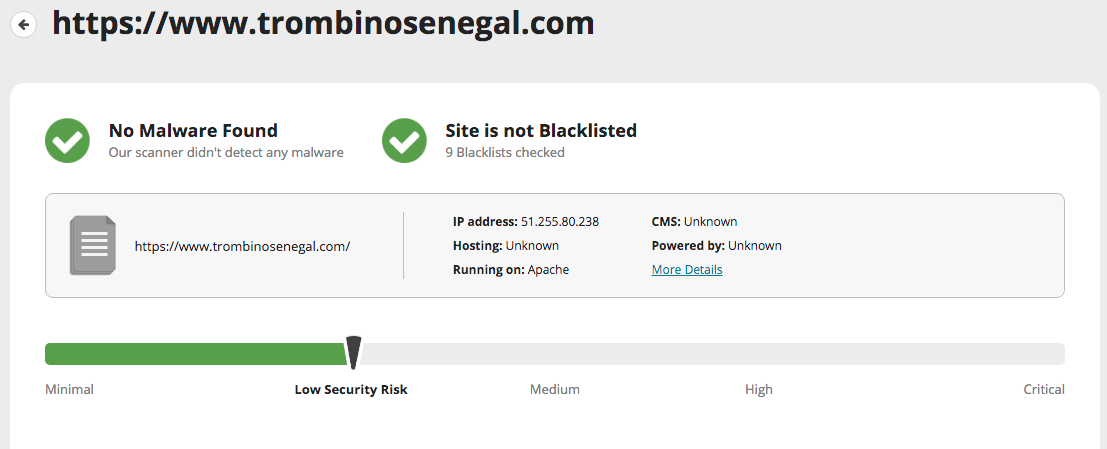 https://www.trombinosenegal.com
No Malware Found
Our scanner didn't detect any malware
Site is not Blacklisted
9 Blacklists checked
https://www.trombinosenegal.com/
IP address: 51.255.80.238
Hosting: Unknown
Running on: Apache
CMS: Unknown
Powered by: Unknown
More Details
Minimal
Low Security Risk
Medium
High
Critical